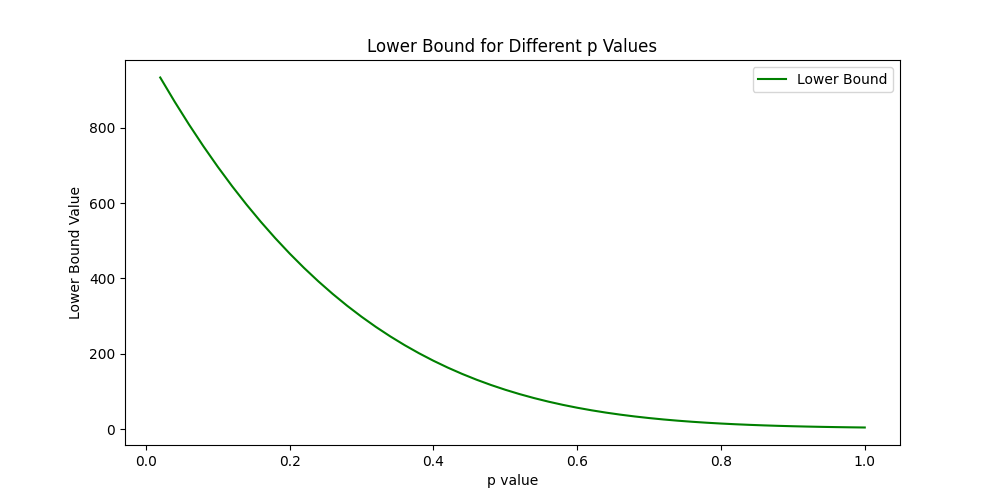 Lower Bound for Different p Values
Lower Bound
Lower Bound Value
800
600
400
200
0
0.0 0.2 0.4 0.6 0.8 1.0
p value